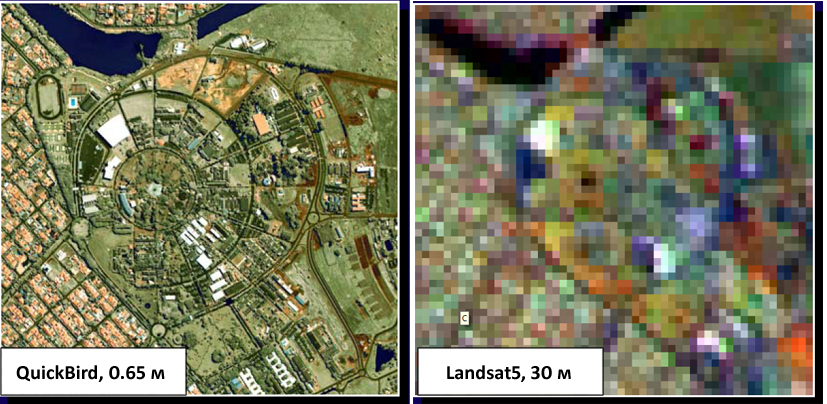 QuickBird, 0.65 м
C
Landsat5, 30 м